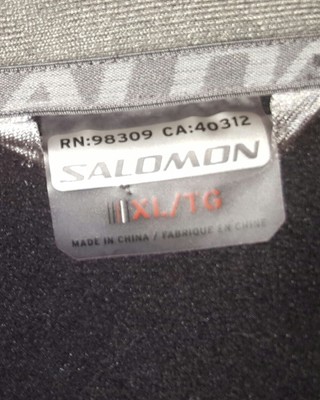 RN:98309 CA:40312
SALOMON
XL/TG
MADE IN CHINA / FABRIQUE EN CHINE